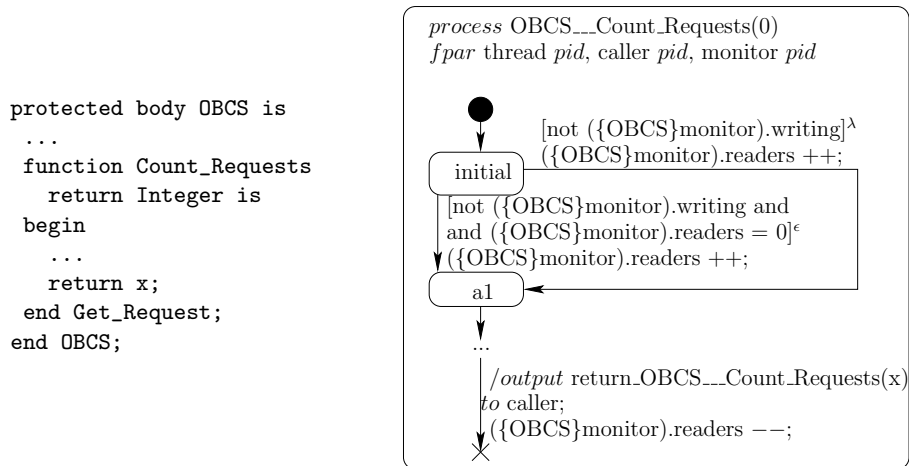 protected body OBCS is
...
function Count_Requests
return Integer is
begin
...
return x;
end Get_Request;
end OBCS;
process OBCS___Count_Requests(0)
fpar thread pid, caller pid, monitor pid
[not ({OBCS}monitor).writing]^λ
({OBCS}monitor).readers ++;
initial
[not ({OBCS}monitor).writing and
and ({OBCS}monitor).readers = 0]^ϵ
({OBCS}monitor).readers ++;
a1
...
/output return_OBCS___Count_Requests(x)
to caller;
({OBCS}monitor).readers −−;